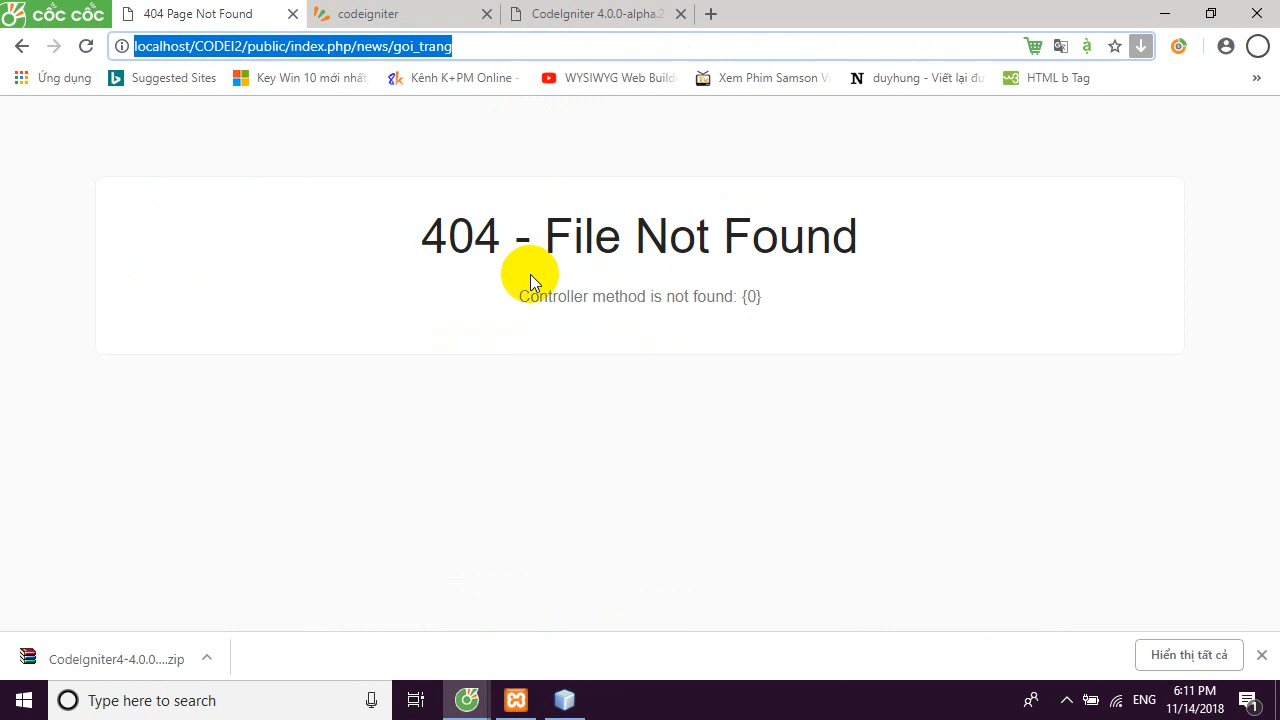 cốc cốc
404 Page Not Found
codeigniter
CodeIgniter 4.0.0-alpha.2
localhost/CODEI2/public/index.php/news/goi_trang
Ứng dụng
Suggested Sites
Key Win 10 mới nhất
Kênh K+PM Online -
WYSIWYG Web Build
Xem Phim Samson V
duyhung - Viết lại đư
HTML b Tag
404 - File Not Found
Controller method is not found: {0}
CodeIgniter4-4.0.0....zip
Hiển thị tất cả
Type here to search
ENG
6:11 PM
11/14/2018
1